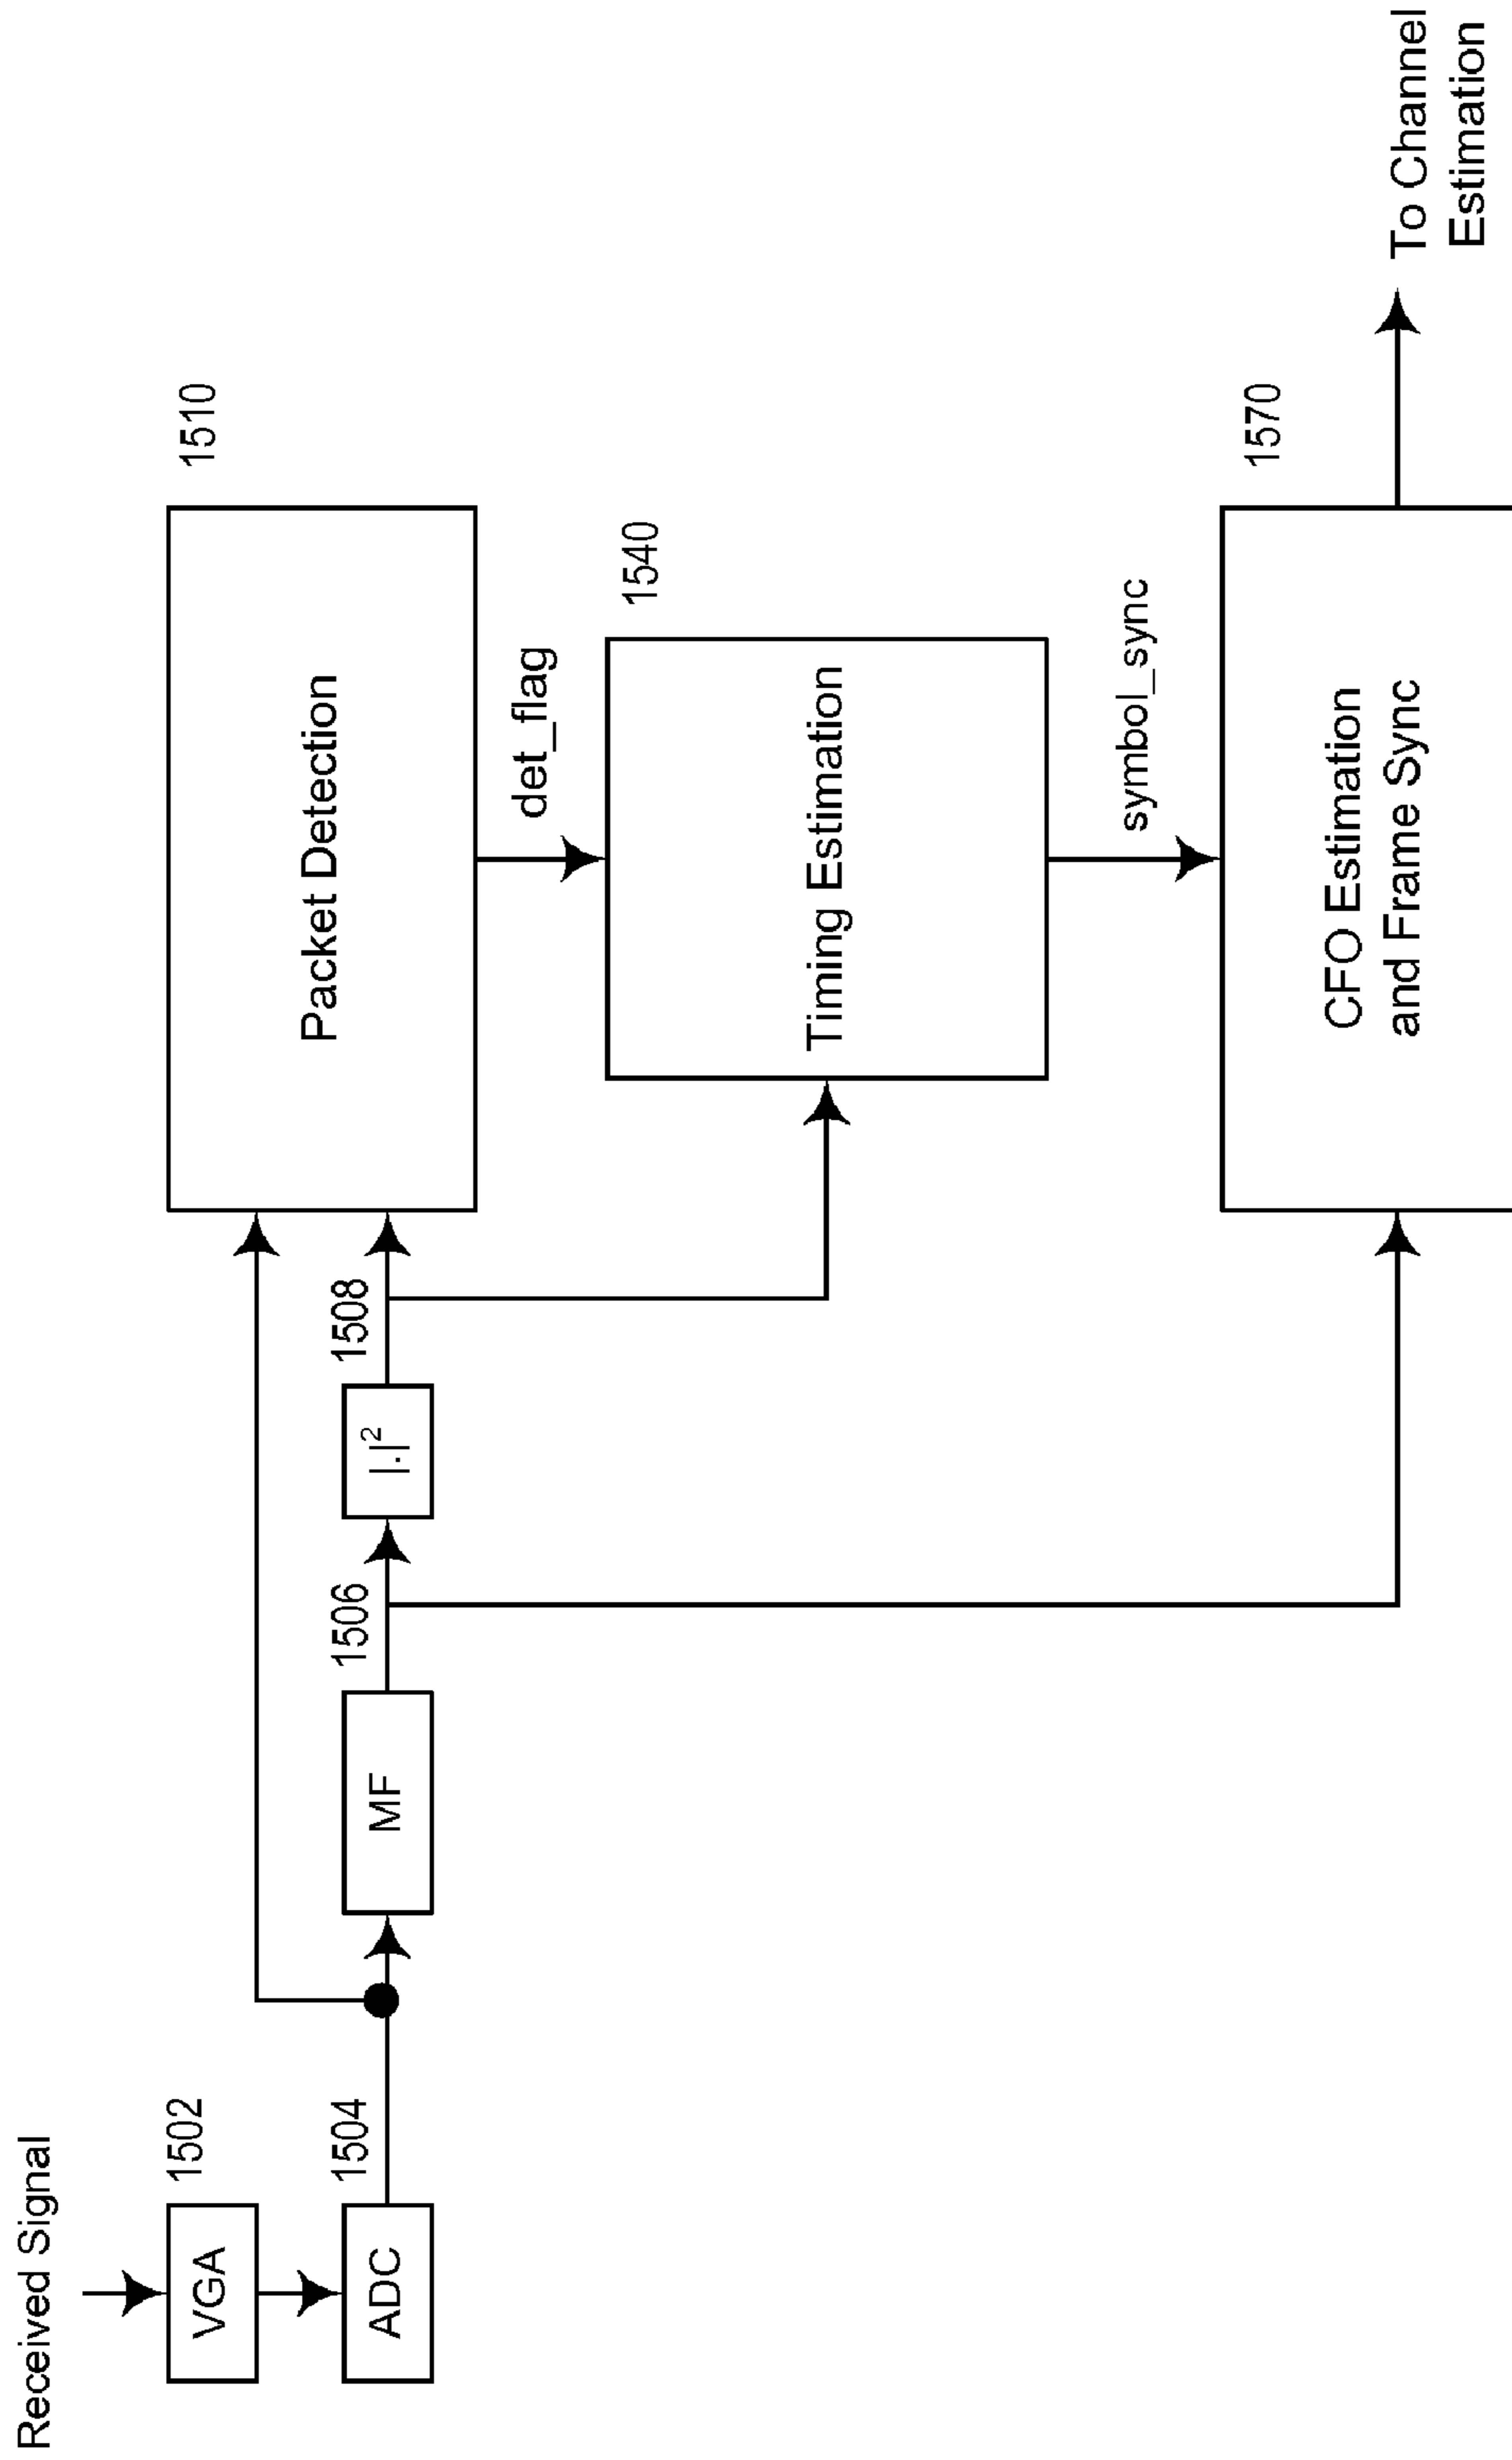 Received Signal
1502
VGA
1504
ADC
MF
1506
|.|²
1508
Packet Detection
1510
det_flag
Timing Estimation
1540
symbol_sync
CFO Estimation
and Frame Sync
1570
To Channel
Estimation